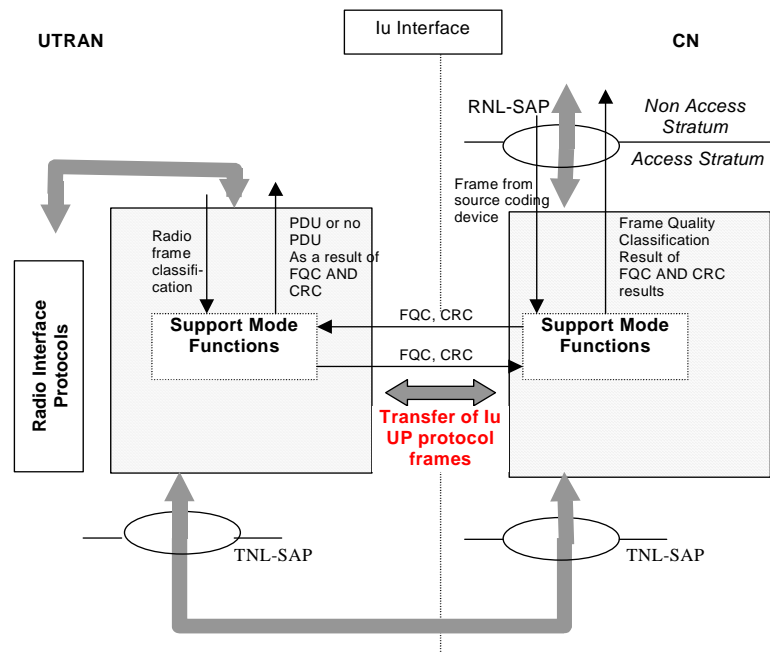 Iu Interface
UTRAN
CN
RNL-SAP
Non Access
Stratum
Access Stratum
Frame from
source coding
device
Radio
frame
classifi-
cation
PDU or no
PDU
As a result of
FQC AND
CRC
Frame Quality
Classification
Result of
FQC AND CRC
results
Radio Interface
Protocols
Support Mode
Functions
FQC, CRC
FQC, CRC
Support Mode
Functions
Transfer of Iu
UP protocol
frames
TNL-SAP
TNL-SAP